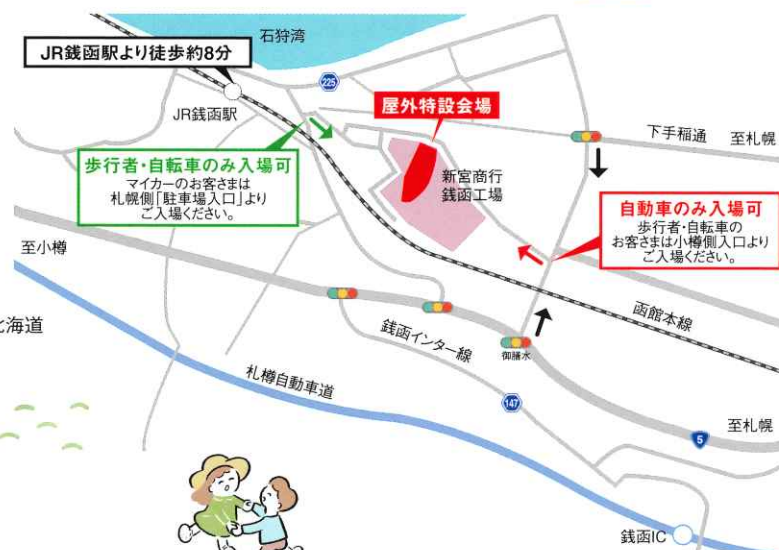 石狩湾
JR銭函駅より徒歩約8分
225
JR銭函駅
屋外特設会場
下手稲通 至札幌
歩行者・自転車のみ入場可
マイカーのお客さまは
札幌側「駐車場入口」より
ご入場ください。
新宮商行
銭函工場
自動車のみ入場可
歩行者・自転車の
お客さまは小樽側入口より
ご入場ください。
至小樽
函館本線
北海道
銭函インター線
御膳水
札樽自動車道
147
至札幌
5
銭函IC